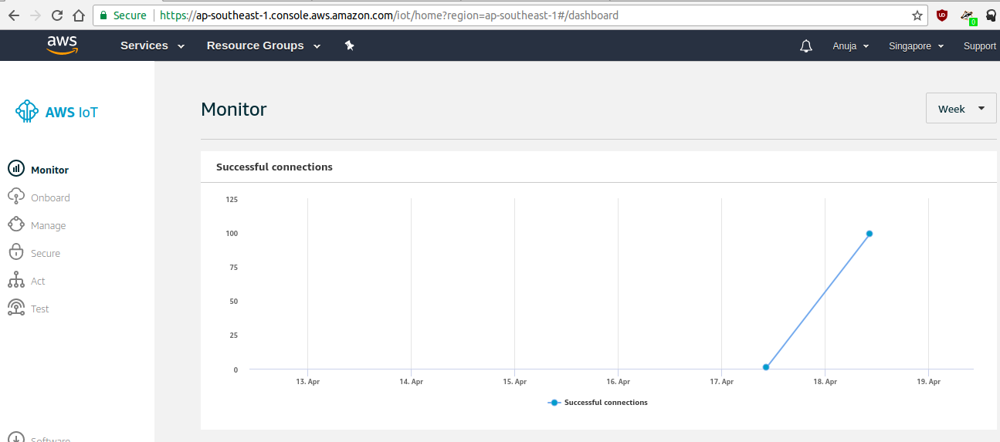 Secure https://ap-southeast-1.console.aws.amazon.com/iot/home?region=ap-southeast-1#/dashboard
UD
0
aws Services Resource Groups Anuja Singapore Support
AWS IoT
Monitor
Onboard
Manage
Secure
Act
Test
Software
Monitor
Week
Successful connections
125
100
75
50
25
0
13. Apr 14. Apr 15. Apr 16. Apr 17. Apr 18. Apr 19. Apr
Successful connections